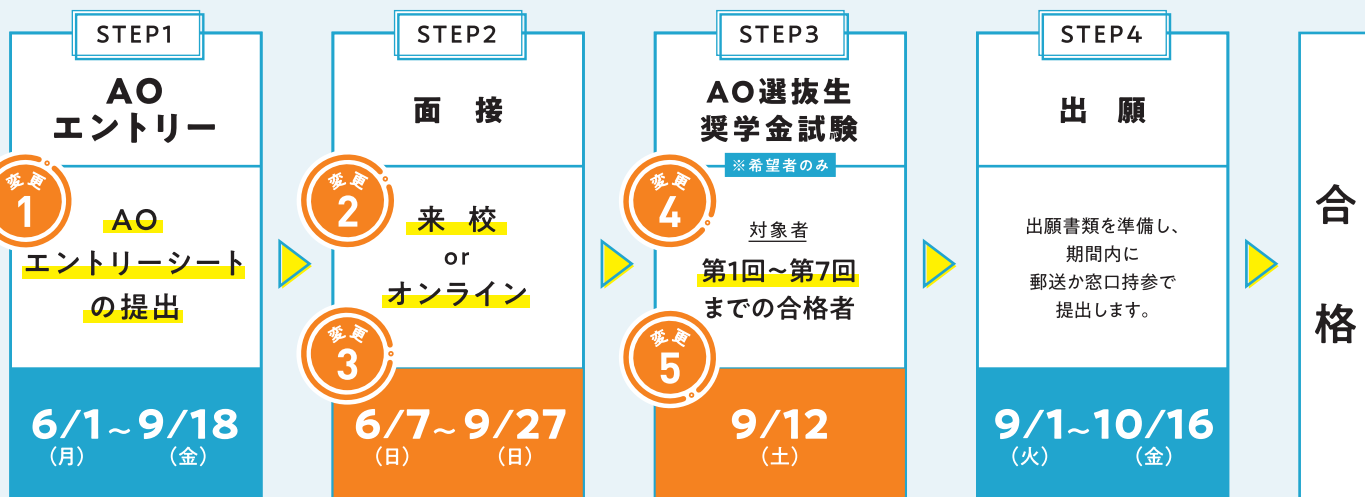 STEP1
AO
エントリー
変更
1
AO
エントリーシート
の提出
6/1～9/18
（月）　（金）
STEP2
面　接
変更
2
来　校
or
オンライン
変更
3
6/7～9/27
（日）　（日）
STEP3
AO選抜生
奨学金試験
※希望者のみ
変更
4
対象者
第1回～第7回
までの合格者
変更
5
9/12
（土）
STEP4
出　願
出願書類を準備し、
期間内に
郵送か窓口持参で
提出します。
9/1～10/16
（火）　（金）
合
格